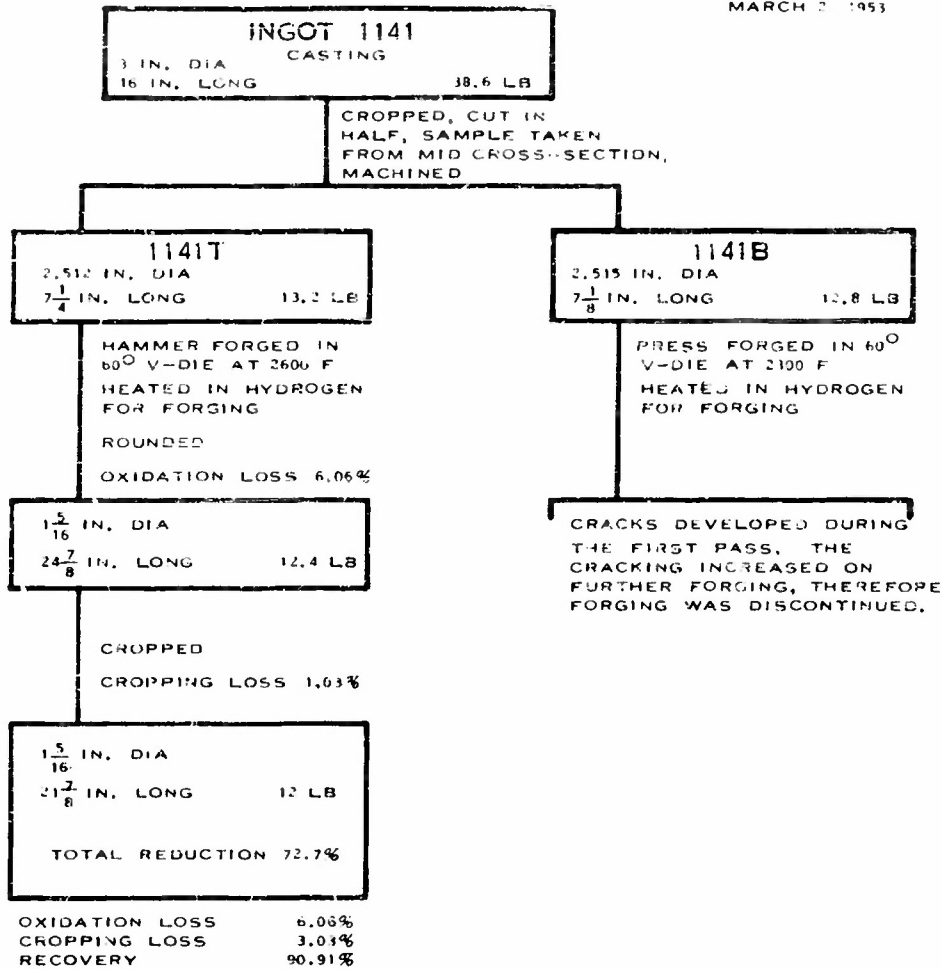 MARCH 2 1953
INGOT 1141
CASTING
3 IN. DIA
16 IN. LONG 38.6 LB
CROPPED, CUT IN
HALF, SAMPLE TAKEN
FROM MID CROSS-SECTION,
MACHINED
1141T
2.512 IN. DIA
7 1/4 IN. LONG 13.2 LB
1141B
2.515 IN. DIA
7 1/8 IN. LONG 12.8 LB
HAMMER FORGED IN
60° V-DIE AT 2600 F
HEATED IN HYDROGEN
FOR FORGING
ROUNDED
OXIDATION LOSS 6.06%
PRESS FORGED IN 60°
V-DIE AT F
HEATED IN HYDROGEN
FOR FORGING
1 5/16 IN. DIA
24 7/8 IN. LONG 12.4 LB
CRACKS DEVELOPED DURING
THE FIRST PASS. THE
CRACKING INCREASED ON
FURTHER FORGING, THEREFORE
FORGING WAS DISCONTINUED.
CROPPED
CROPPING LOSS %
1 5/16 IN. DIA
21 7/8 IN. LONG 12 LB
TOTAL REDUCTION 72.7%
OXIDATION LOSS 6.06%
CROPPING LOSS 3.03%
RECOVERY 90.91%